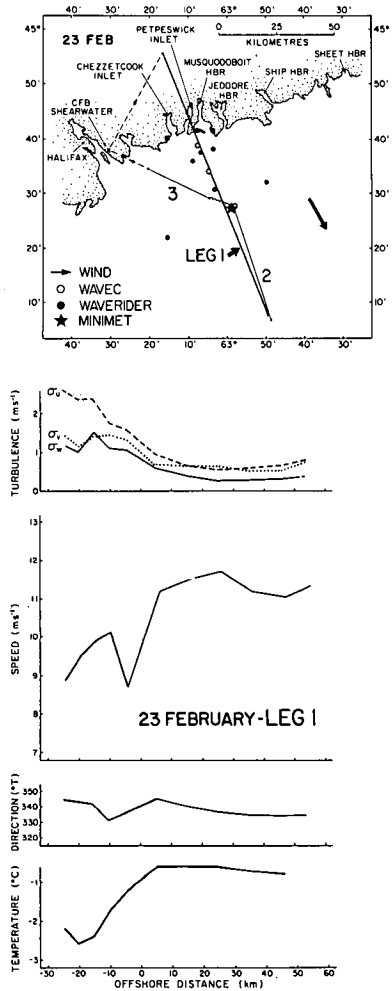 45° 23 FEB PETPESWICK INLET 0 25 50 45°
KILOMETRES
CHEZZETCOOK INLET
MUSQUODOBOIT HBR
SHEET HBR
50' 50'
JEDDORE HBR
SHIP HBR
CFB SHEARWATER
40' 40'
HALIFAX
30' 3 30'
20' LEG 1 2 20'
→ WIND
○ WAVEC
● WAVERIDER
★ MINIMET
10' 10'
40' 30' 20' 10' 63° 50' 40' 30'
TURBULENCE (ms⁻¹)
σu
σv
σw
2
1
0
SPEED (ms⁻¹)
13
12
11
10
9
8
7
23 FEBRUARY-LEG 1
DIRECTION (°T)
350
340
330
320
TEMPERATURE (°C)
-1
-2
-3
-30 -20 -10 0 10 20 30 40 50 60
OFFSHORE DISTANCE (km)